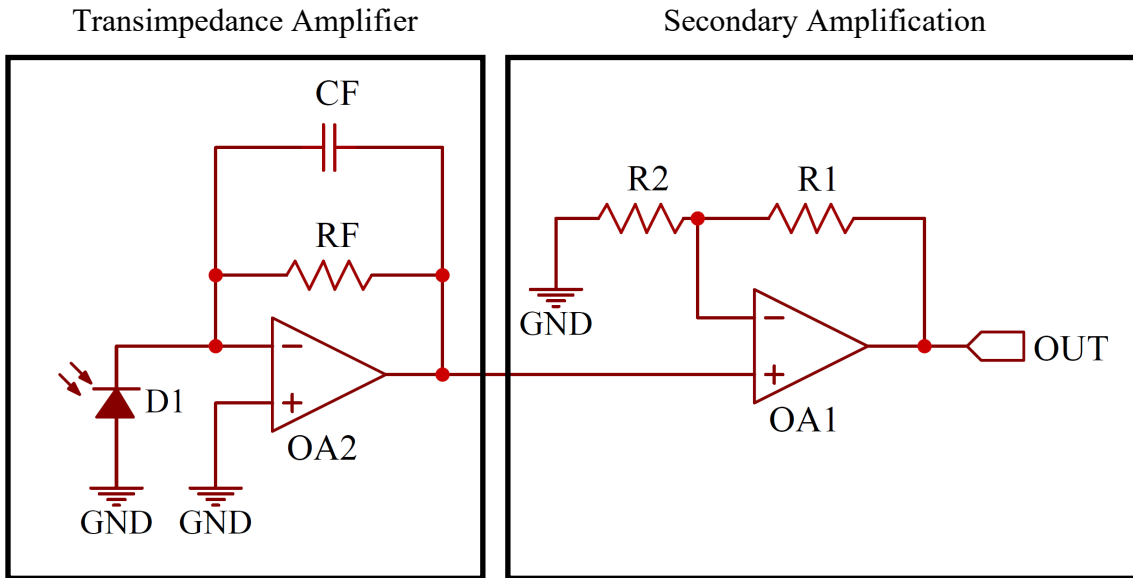 Transimpedance Amplifier
Secondary Amplification
CF
RF
D1
OA2
GND
GND
R2
R1
GND
OA1
OUT